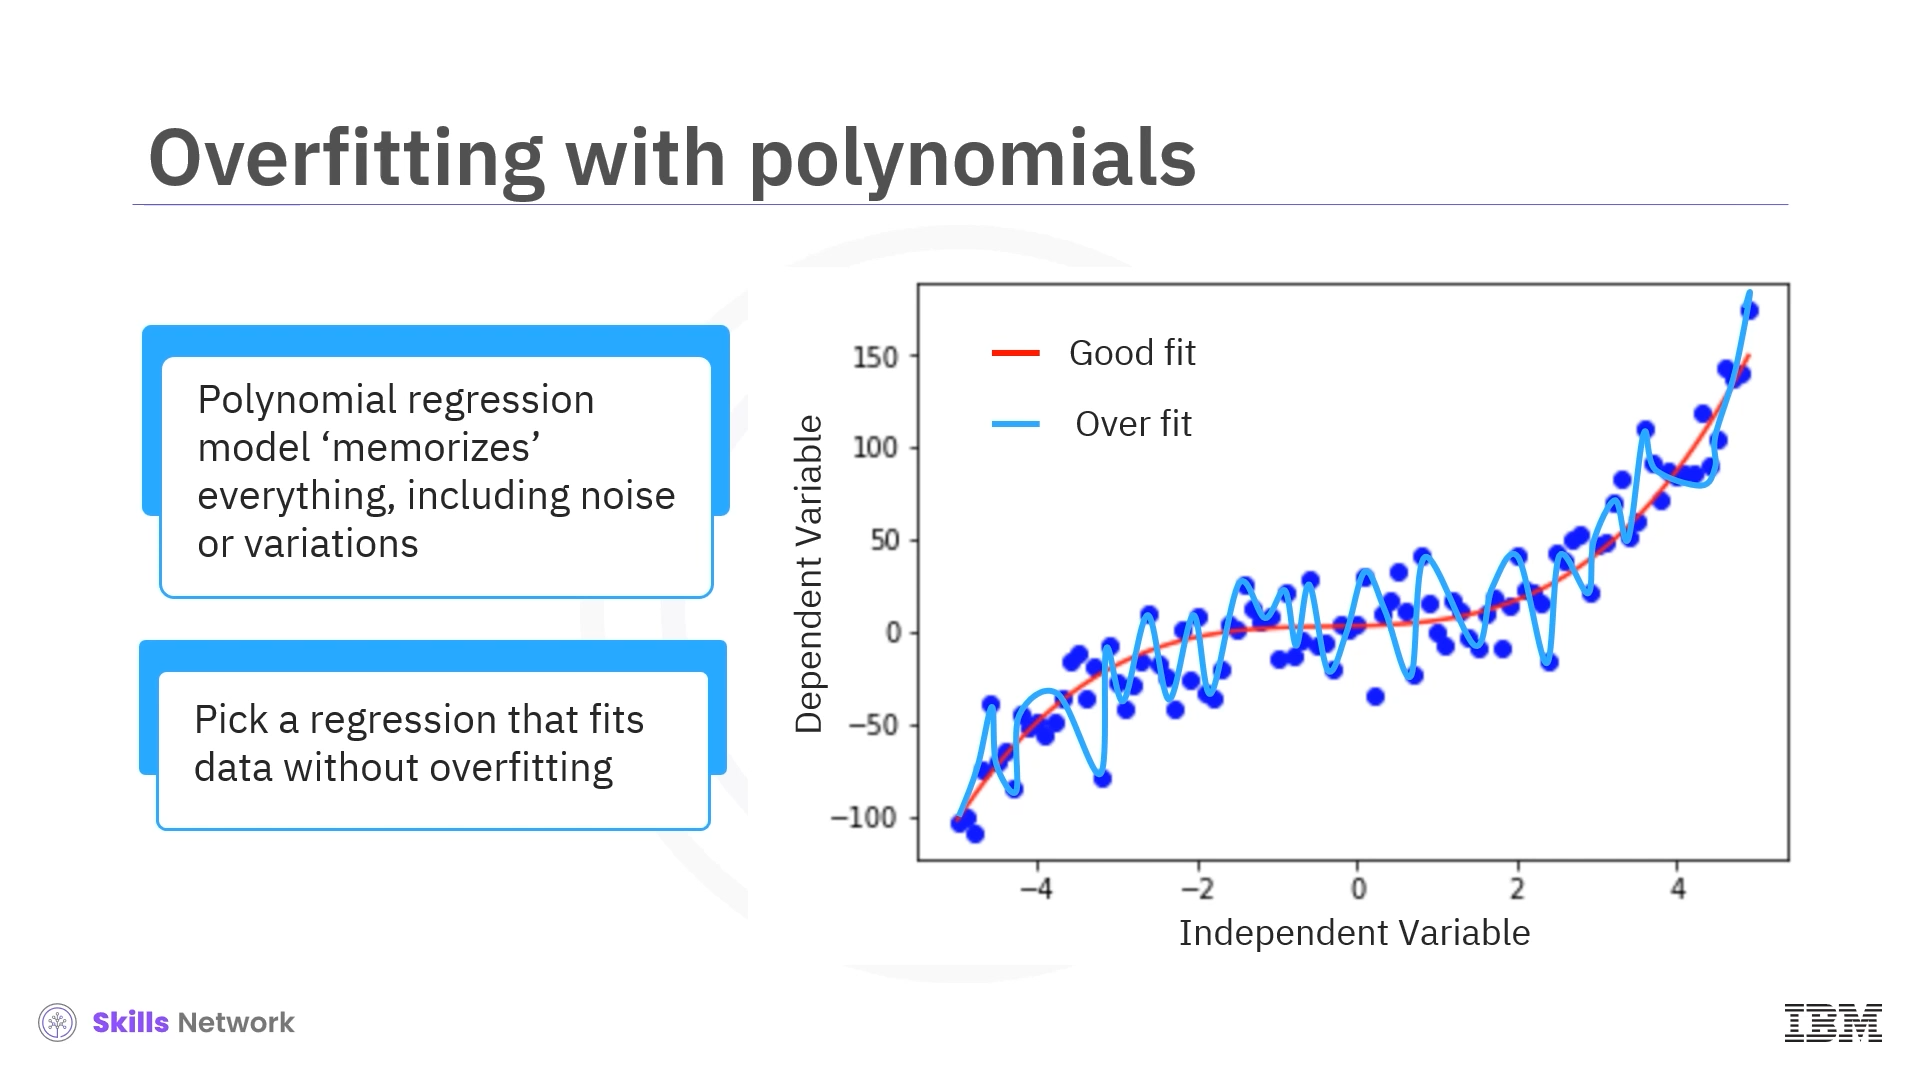 Overfitting with polynomials
Polynomial regression
model ‘memorizes’
everything, including noise
or variations
Pick a regression that fits
data without overfitting
Good fit
Over fit
Dependent Variable
150
100
50
0
−50
−100
−4
−2
0
2
4
Independent Variable
Skills Network
IBM